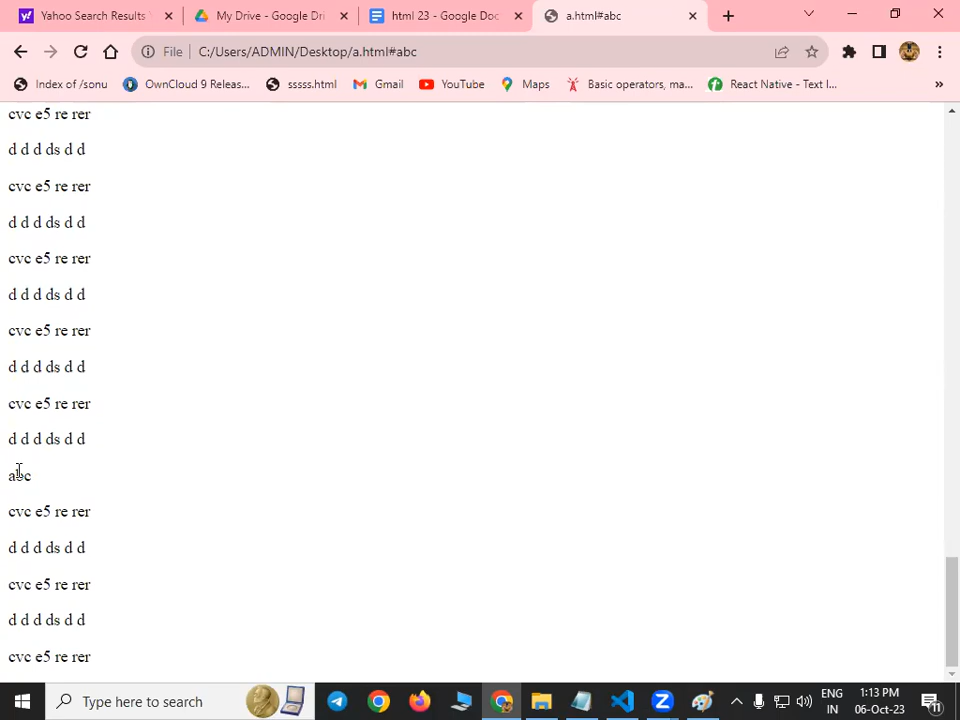 Yahoo Search Results
My Drive - Google Dri
html 23 - Google Doc
a.html#abc
File
C:/Users/ADMIN/Desktop/a.html#abc
Index of /sonu
OwnCloud 9 Releas...
sssss.html
Gmail
YouTube
Maps
Basic operators, ma...
React Native - Text I...
cvc e5 re rer
d d d ds d d
cvc e5 re rer
d d d ds d d
cvc e5 re rer
d d d ds d d
cvc e5 re rer
d d d ds d d
cvc e5 re rer
d d d ds d d
abc
cvc e5 re rer
d d d ds d d
cvc e5 re rer
d d d ds d d
cvc e5 re rer
Type here to search
ENG
IN
1:13 PM
06-Oct-23
11